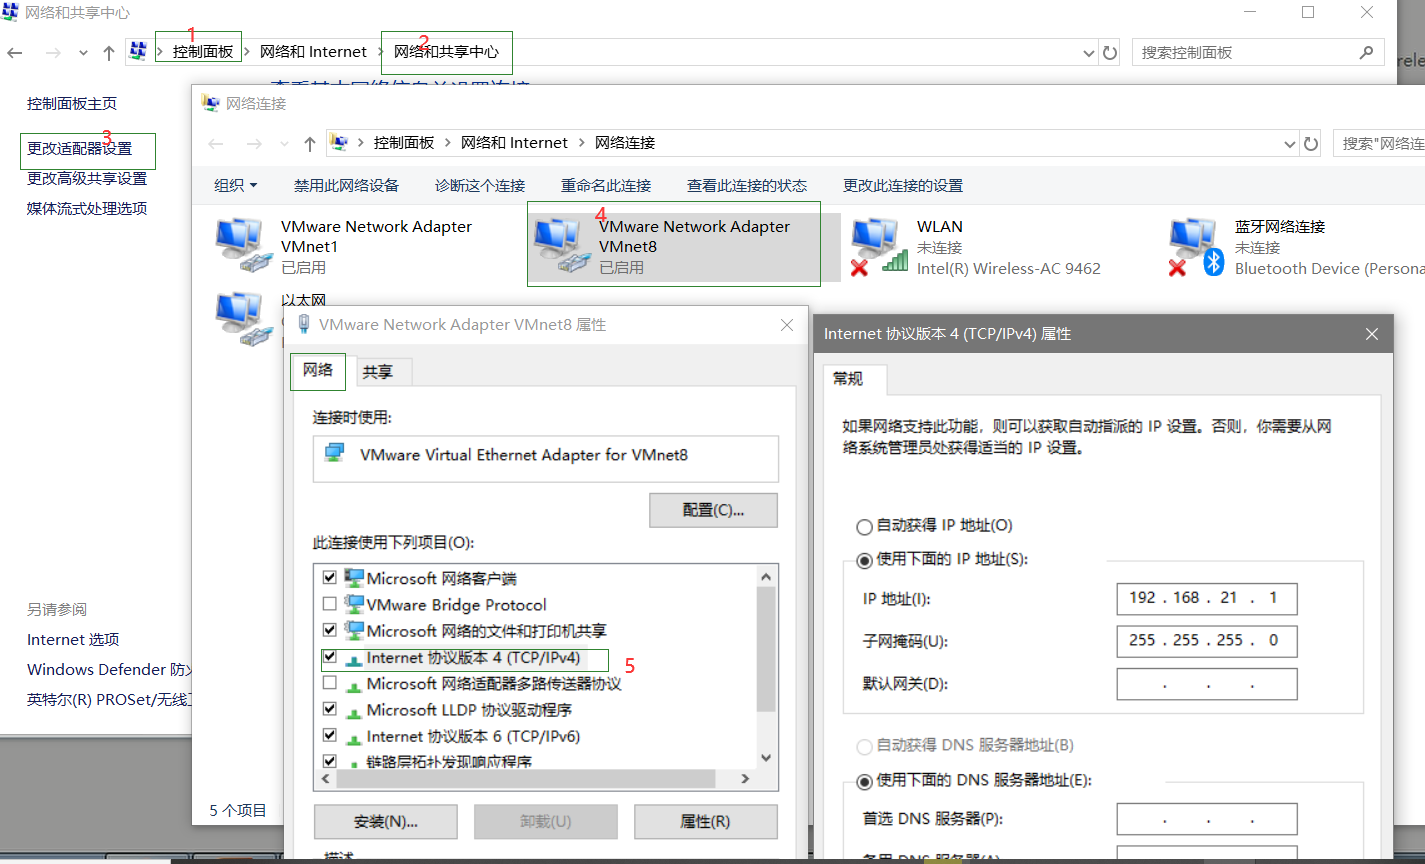 网络和共享中心
1
2
控制面板 网络和 Internet 网络和共享中心
搜索控制面板
控制面板主页
3
更改适配器设置
更改高级共享设置
媒体流式处理选项
另请参阅
Internet 选项
Windows Defender 防
英特尔(R) PROSet/无线
网络连接
控制面板 网络和 Internet 网络连接
搜索"网络连
组织 禁用此网络设备 诊断这个连接 重命名此连接 查看此连接的状态 更改此连接的设置
VMware Network Adapter
VMnet1
已启用
4
VMware Network Adapter
VMnet8
已启用
WLAN
未连接
Intel(R) Wireless-AC 9462
蓝牙网络连接
未连接
Bluetooth Device (Persona
以太网
5 个项目
VMware Network Adapter VMnet8 属性
网络 共享
连接时使用:
VMware Virtual Ethernet Adapter for VMnet8
配置(C)...
此连接使用下列项目(O):
Microsoft 网络客户端
VMware Bridge Protocol
Microsoft 网络的文件和打印机共享
Internet 协议版本 4 (TCP/IPv4)
5
Microsoft 网络适配器多路传送器协议
Microsoft LLDP 协议驱动程序
Internet 协议版本 6 (TCP/IPv6)
链路层拓扑发现响应程序
安装(N)... 卸载(U) 属性(R)
描述
Internet 协议版本 4 (TCP/IPv4) 属性
常规
如果网络支持此功能，则可以获取自动指派的 IP 设置。否则，你需要从网
络系统管理员处获得适当的 IP 设置。
自动获得 IP 地址(O)
使用下面的 IP 地址(S):
IP 地址(I): 192 . 168 . 21 . 1
子网掩码(U): 255 . 255 . 255 . 0
默认网关(D): . . .
自动获得 DNS 服务器地址(B)
使用下面的 DNS 服务器地址(E):
首选 DNS 服务器(P): . . .
备用 DNS 服务器(A)